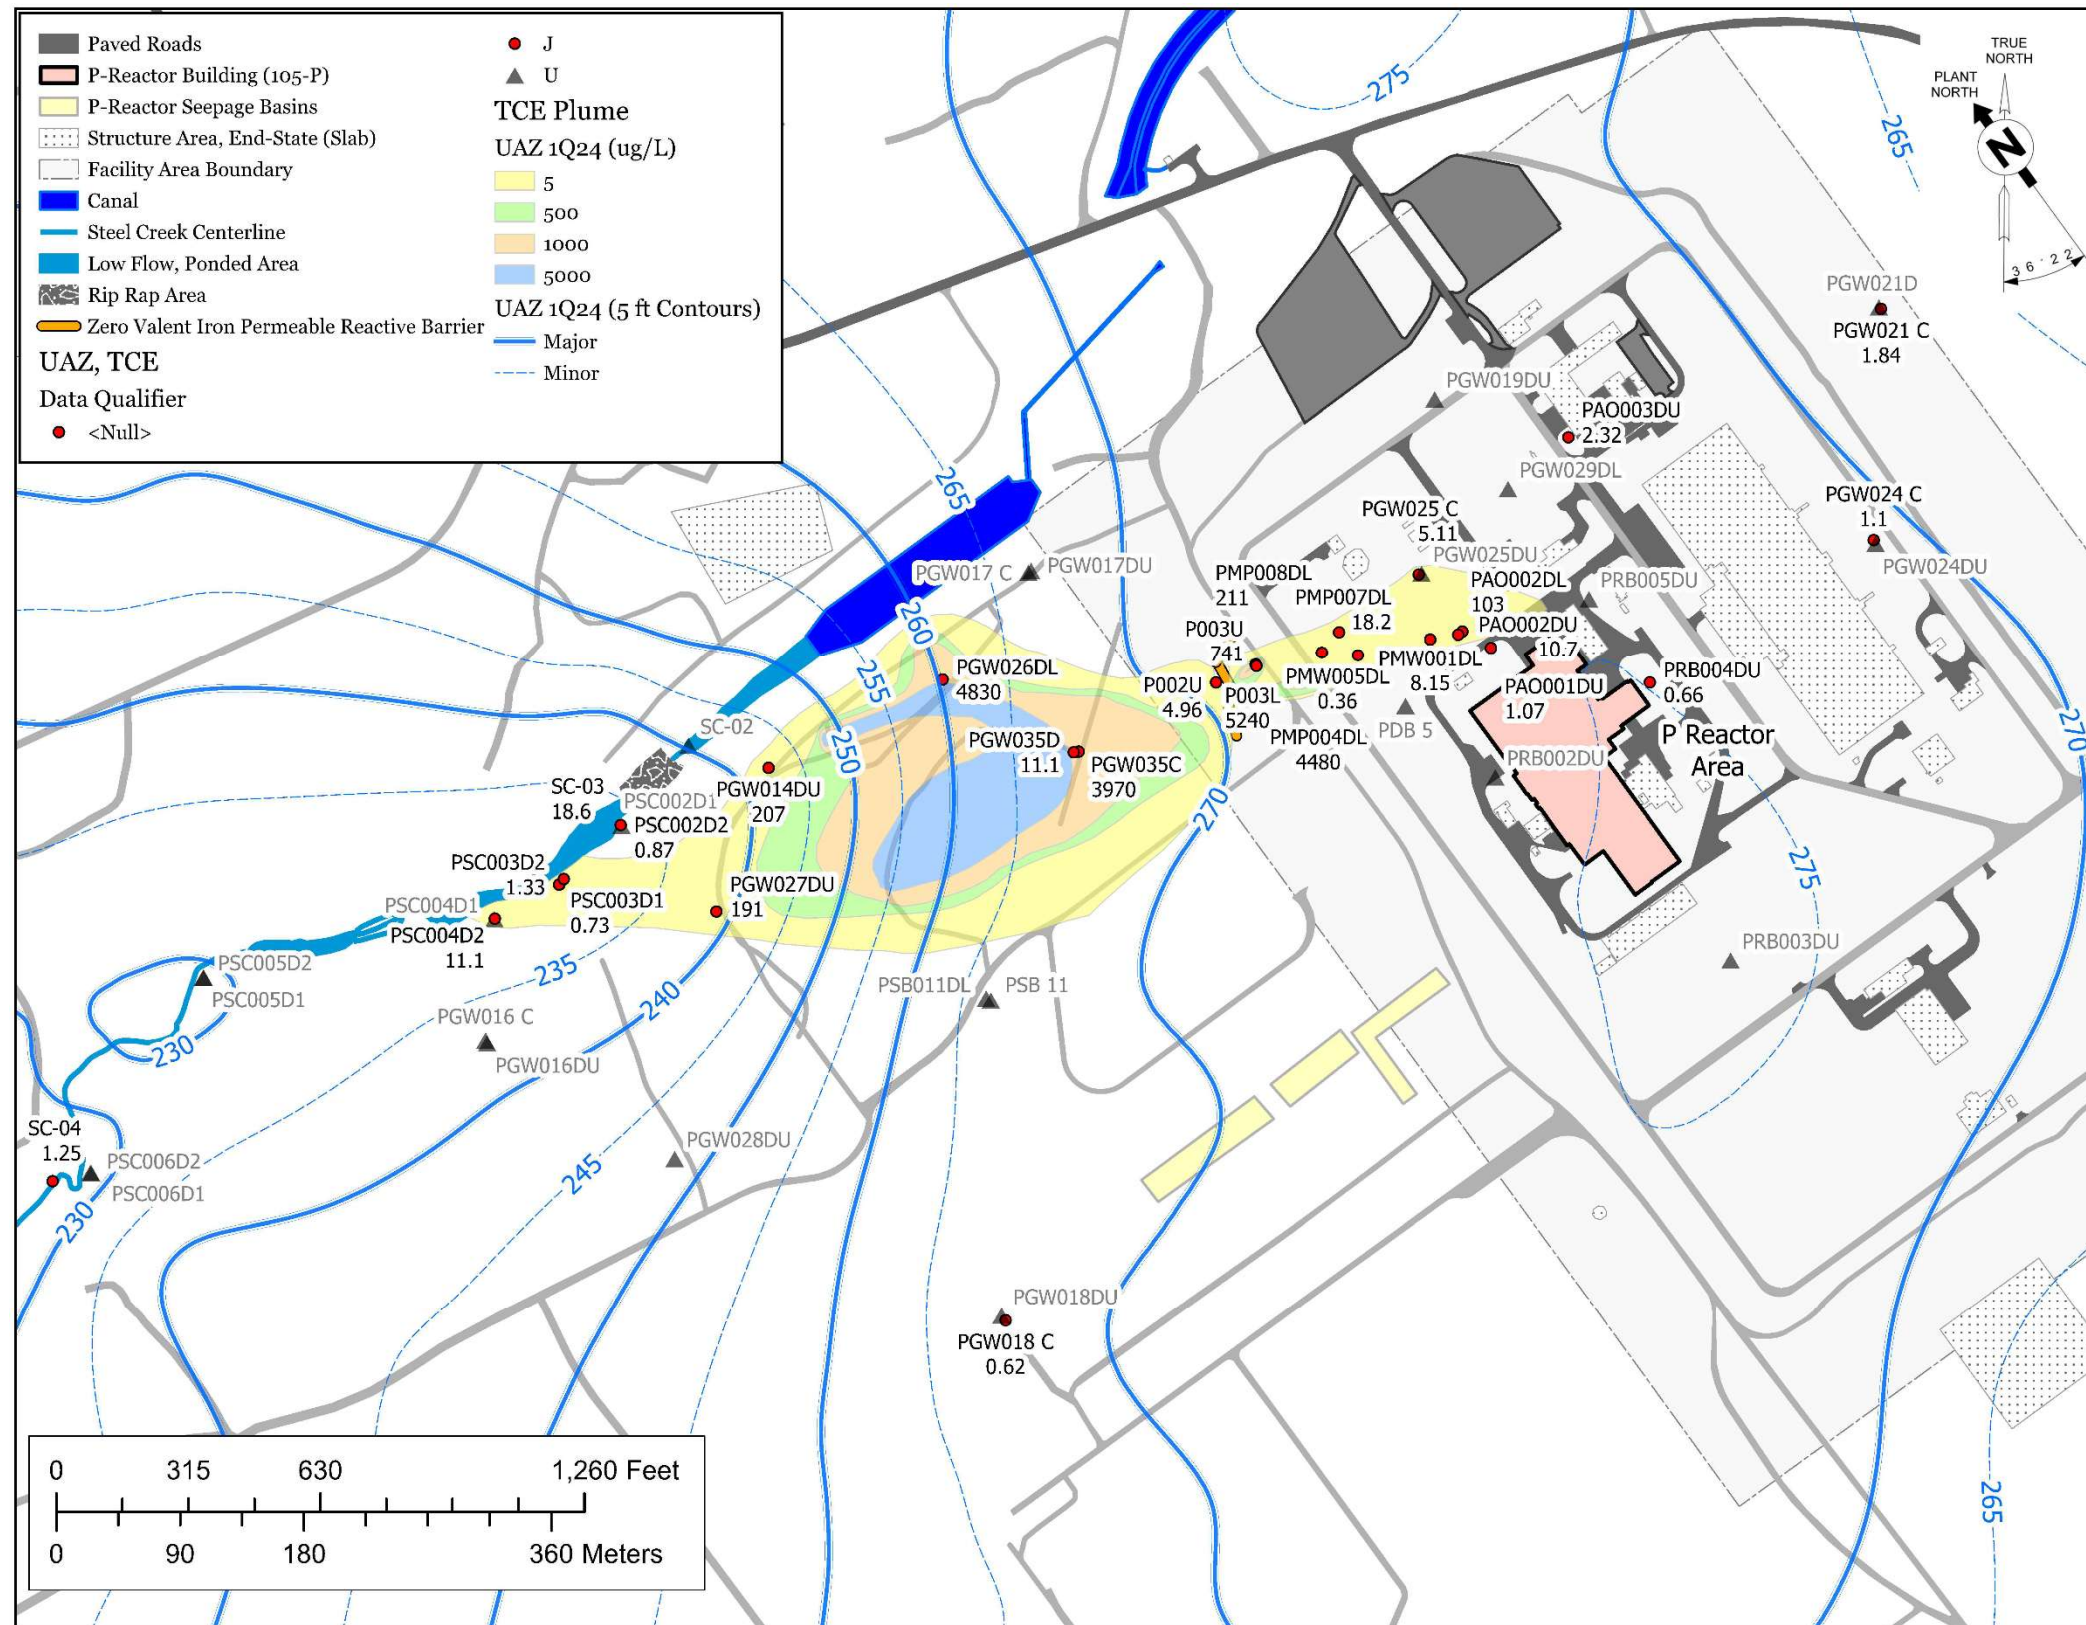 Paved Roads
P-Reactor Building (105-P)
P-Reactor Seepage Basins
Structure Area, End-State (Slab)
Facility Area Boundary
Canal
Steel Creek Centerline
Low Flow, Ponded Area
Rip Rap Area
Zero Valent Iron Permeable Reactive Barrier
UAZ, TCE
Data Qualifier
<Null>
J
U
TCE Plume
UAZ 1Q24 (ug/L)
5
500
1000
5000
UAZ 1Q24 (5 ft Contours)
Major
Minor
TRUE
NORTH
PLANT
NORTH
N
36°22
275
265
PGW021D
PGW021 C
1.84
PGW019DU
PAO003DU
2.32
PGW029DL
265
PGW024 C
1.1
PGW024DU
PGW025 C
5.11
PGW025DU
PGW017 C
PGW017DU
PMP008DL
211
PAO002DL
103
PRB005DU
PMP007DL
18.2
P003U
741
PAO002DU
10.7
260
PGW026DL
4830
255
P002U
4.96
P003L
5240
PMW005DL
0.36
PMW001DL
8.15
PAO001DU
1.07
PRB004DU
0.66
SC-02
250
PGW035D
11.1
PGW035C
3970
PMP004DL
4480
PDB 5
P Reactor
Area
270
PRB002DU
SC-03
18.6
PSC002D1
PSC002D2
0.87
PGW014DU
207
270
275
PSC003D2
1.33
PSC003D1
0.73
PGW027DU
191
PSC004D1
PSC004D2
11.1
PRB003DU
PSC005D2
PSC005D1
235
240
PSB011DL
PSB 11
PGW016 C
PGW016DU
230
SC-04
1.25
PSC006D2
PSC006D1
PGW028DU
245
230
PGW018DU
PGW018 C
0.62
265
0 315 630 1,260 Feet
0 90 180 360 Meters